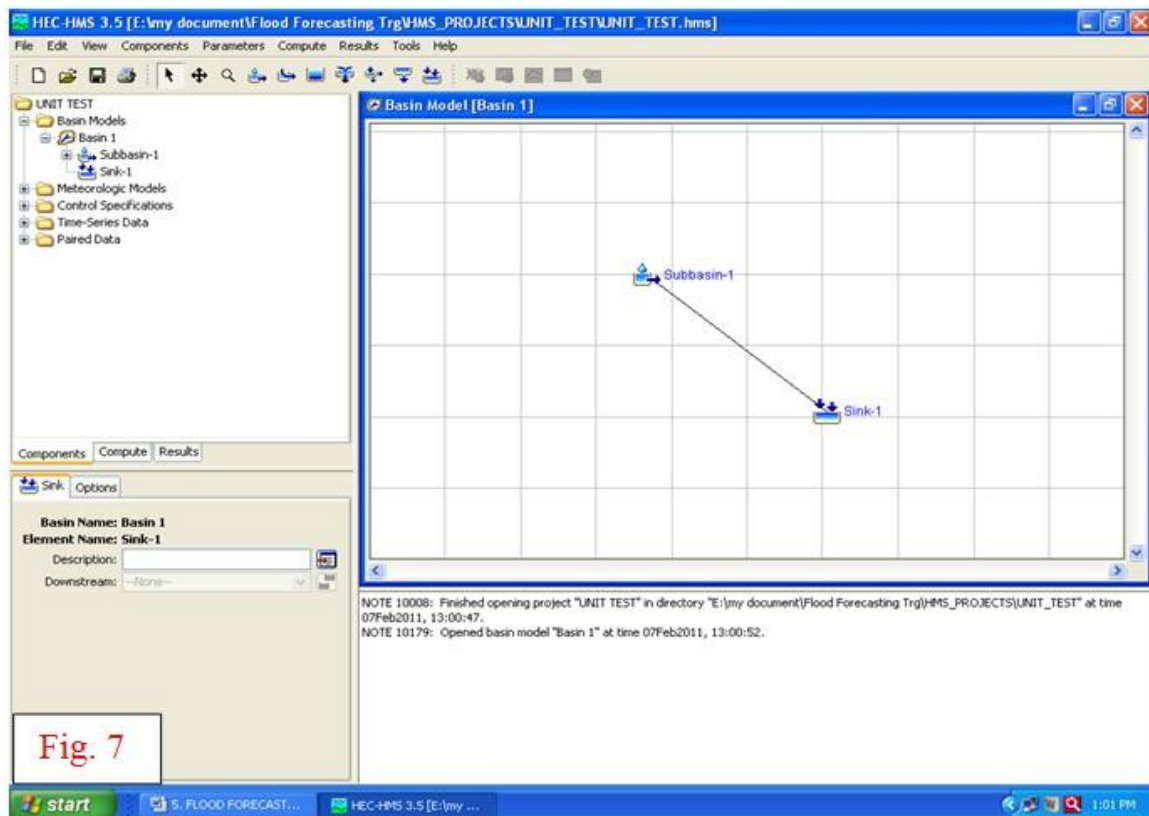 HEC-HMS 3.5 [E:\my document\Flood Forecasting Trg\HMS_PROJECTS\UNIT_TEST\UNIT_TEST.hms]
File Edit View Components Parameters Compute Results Tools Help
UNIT TEST
Basin Models
Basin 1
Subbasin-1
Sink-1
Meteorologic Models
Control Specifications
Time-Series Data
Paired Data
Components Compute Results
Sink Options
Basin Name: Basin 1
Element Name: Sink-1
Description:
Downstream: --None--
Fig. 7
Basin Model [Basin 1]
Subbasin-1
Sink-1
NOTE 10008: Finished opening project "UNIT TEST" in directory "E:\my document\Flood Forecasting Trg\HMS_PROJECTS\UNIT_TEST" at time
07Feb2011, 13:00:47.
NOTE 10179: Opened basin model "Basin 1" at time 07Feb2011, 13:00:52.
start 5. FLOOD FORECAST... HEC-HMS 3.5 [E:\my ... 1:01 PM